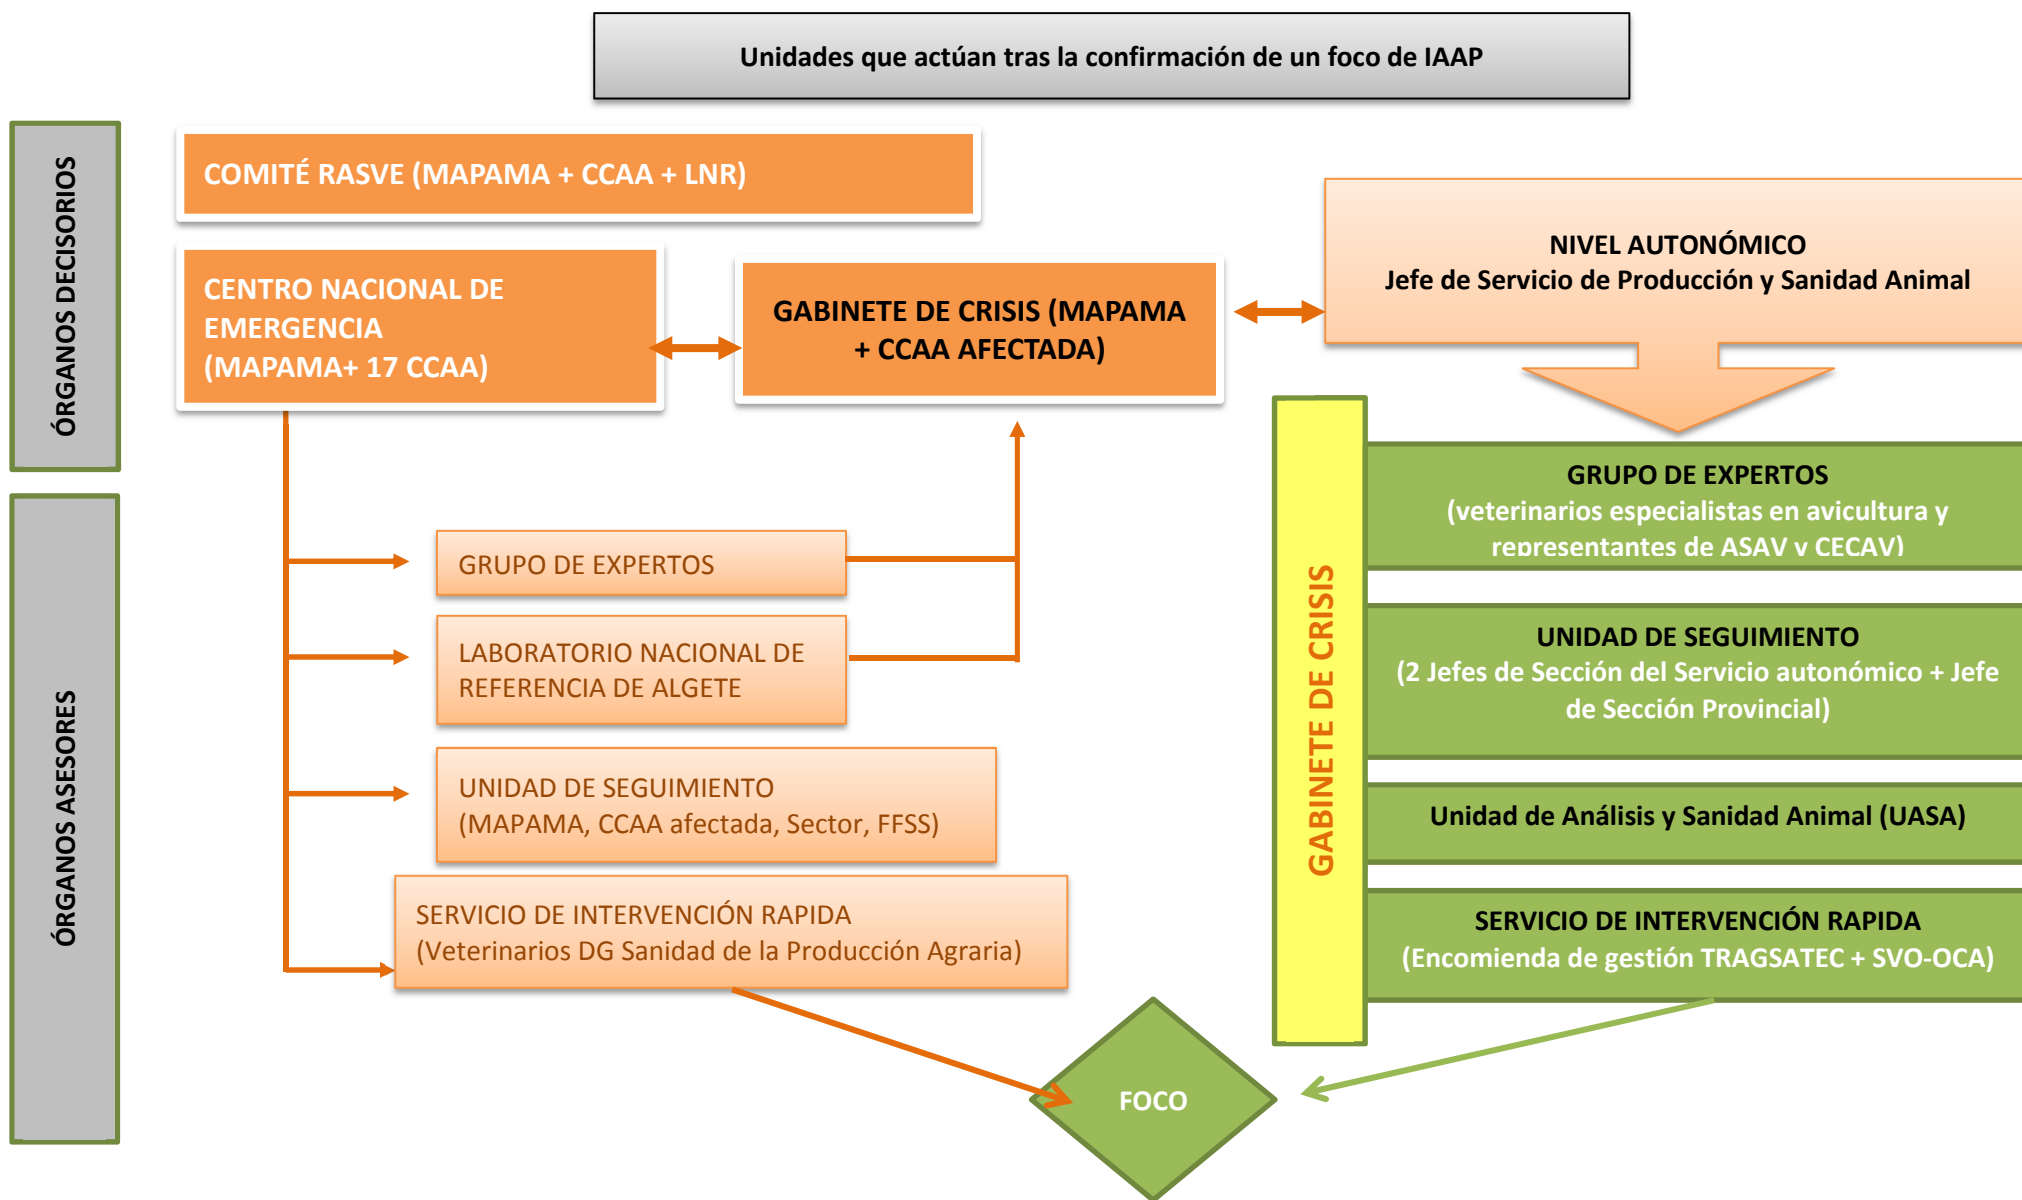 Unidades que actúan tras la confirmación de un foco de IAAP
ÓRGANOS DECISORIOS
COMITÉ RASVE (MAPAMA + CCAA + LNR)
CENTRO NACIONAL DE
EMERGENCIA
(MAPAMA+ 17 CCAA)
GABINETE DE CRISIS (MAPAMA
+ CCAA AFECTADA)
NIVEL AUTONÓMICO
Jefe de Servicio de Producción y Sanidad Animal
ÓRGANOS ASESORES
GRUPO DE EXPERTOS
LABORATORIO NACIONAL DE
REFERENCIA DE ALGETE
UNIDAD DE SEGUIMIENTO
(MAPAMA, CCAA afectada, Sector, FFSS)
SERVICIO DE INTERVENCIÓN RAPIDA
(Veterinarios DG Sanidad de la Producción Agraria)
GABINETE DE CRISIS
GRUPO DE EXPERTOS
(veterinarios especialistas en avicultura y
representantes de ASAV y CECAV)
UNIDAD DE SEGUIMIENTO
(2 Jefes de Sección del Servicio autonómico + Jefe
de Sección Provincial)
Unidad de Análisis y Sanidad Animal (UASA)
SERVICIO DE INTERVENCIÓN RAPIDA
(Encomienda de gestión TRAGSATEC + SVO-OCA)
FOCO